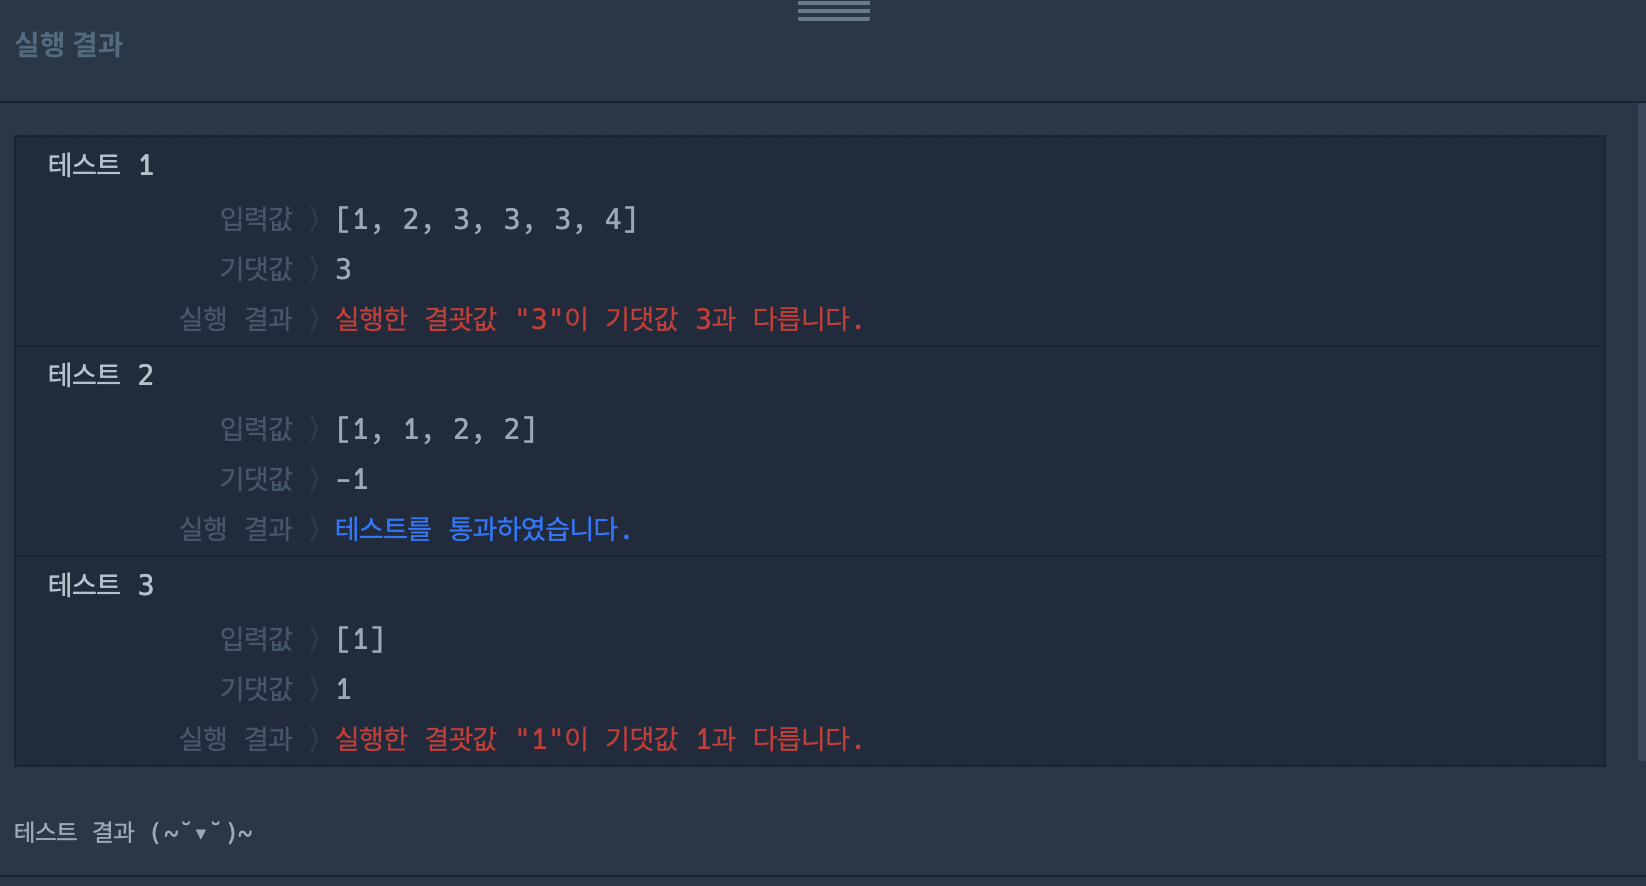 실행 결과
테스트 1
입력값 〉 [1, 2, 3, 3, 3, 4]
기댓값 〉 3
실행 결과 〉 실행한 결괏값 "3"이 기댓값 3과 다릅니다.
테스트 2
입력값 〉 [1, 1, 2, 2]
기댓값 〉 -1
실행 결과 〉 테스트를 통과하였습니다.
테스트 3
입력값 〉 [1]
기댓값 〉 1
실행 결과 〉 실행한 결괏값 "1"이 기댓값 1과 다릅니다.
테스트 결과 (~˘▾˘)~